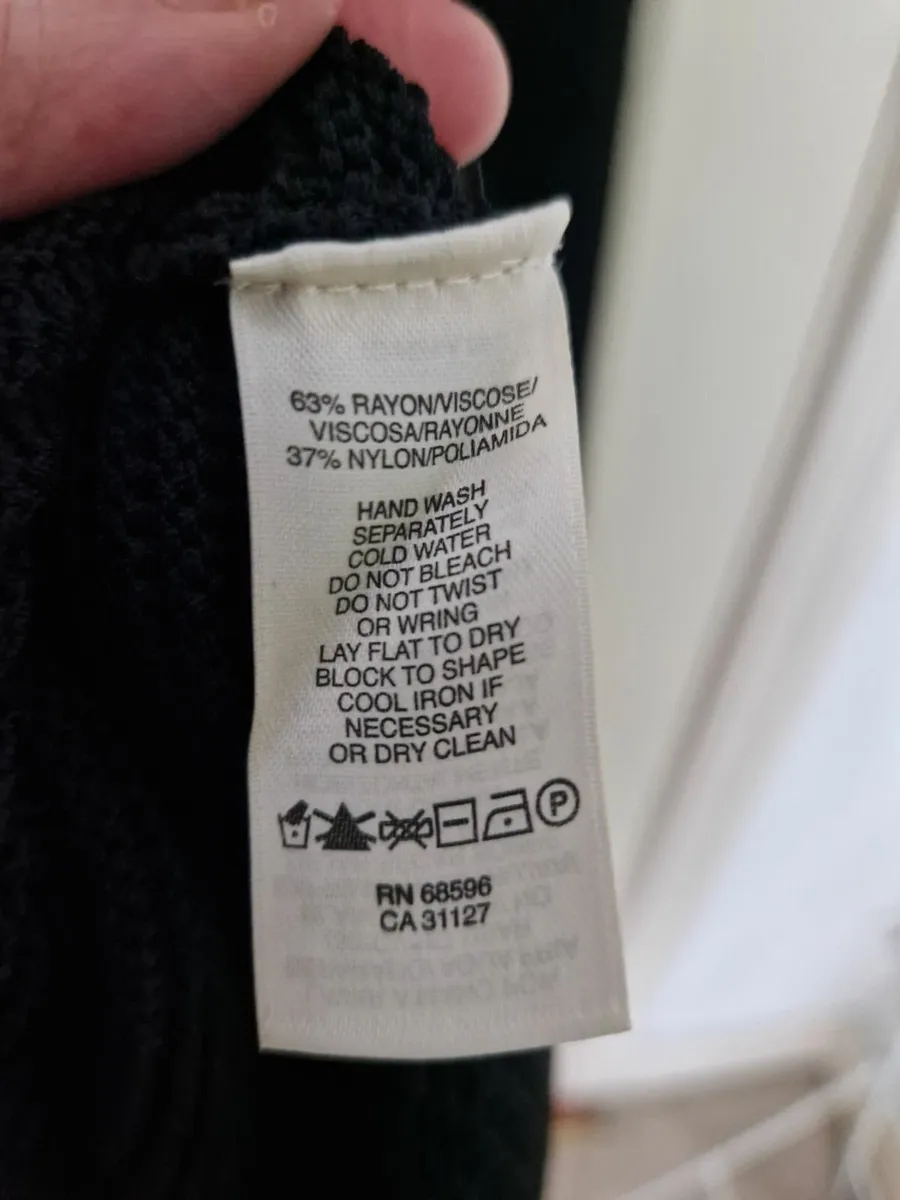 63% RAYON/VISCOSE/
VISCOSA/RAYONNE
37% NYLON/POLIAMIDA
HAND WASH
SEPARATELY
COLD WATER
DO NOT BLEACH
DO NOT TWIST
OR WRING
LAY FLAT TO DRY
BLOCK TO SHAPE
COOL IRON IF
NECESSARY
OR DRY CLEAN
P
RN 68596
CA 31127